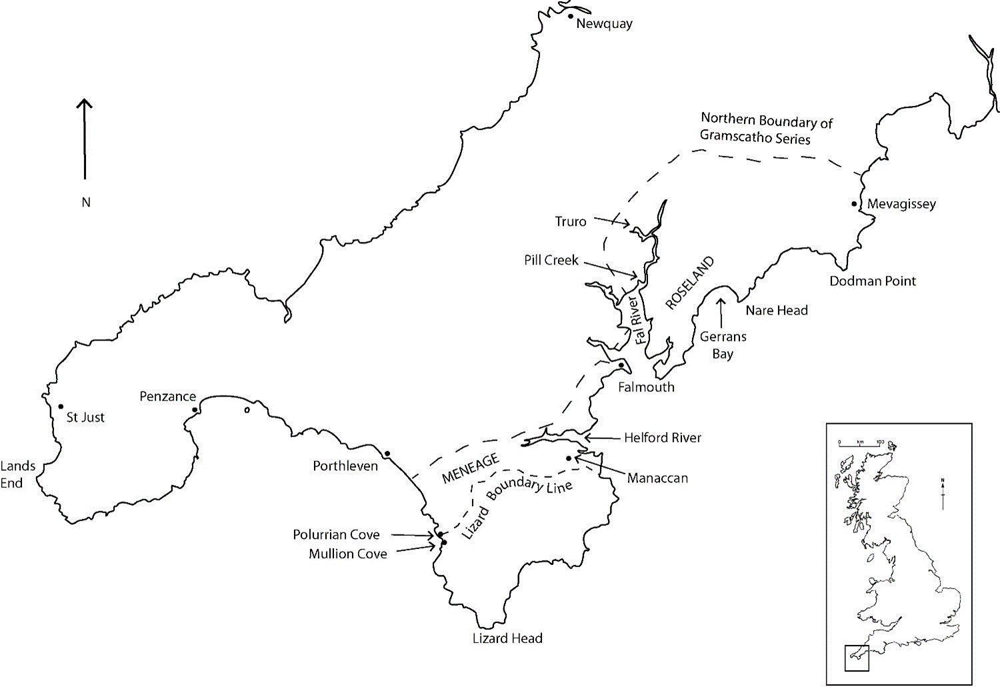 Newquay
Northern Boundary of
Gramscatho Series
N
Mevagissey
Truro
Pill Creek
ROSELAND
Dodman Point
Nare Head
Fal River
Gerrans
Bay
Falmouth
Penzance
St Just
Helford River
Lands
End
Porthleven
MENEAGE
Manaccan
Lizard Boundary Line
Polurrian Cove
Mullion Cove
Lizard Head
0 km 100
N